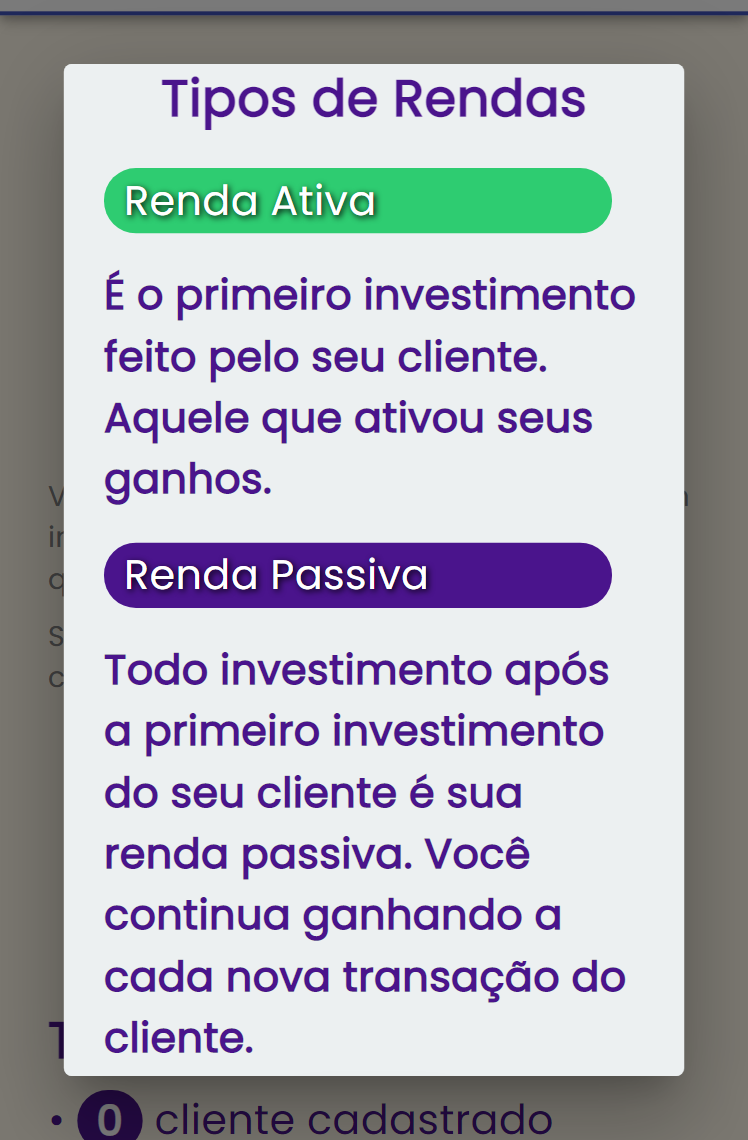 Tipos de Rendas
Renda Ativa
É o primeiro investimento
feito pelo seu cliente.
Aquele que ativou seus
ganhos.
Renda Passiva
Todo investimento após
a primeiro investimento
do seu cliente é sua
renda passiva. Você
continua ganhando a
cada nova transação do
cliente.
• 0 cliente cadastrado